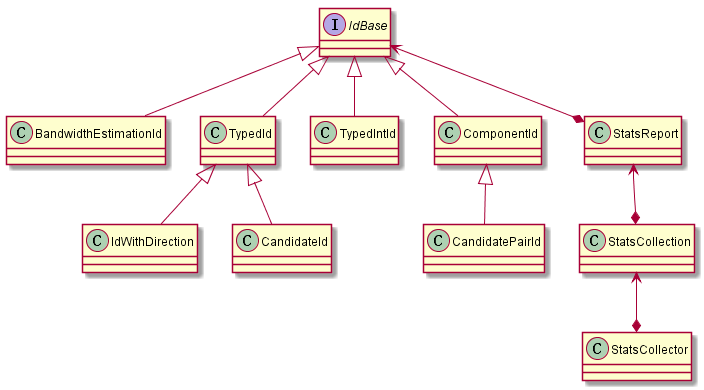 I IdBase
C BandwidthEstimationId
C TypedId
C TypedIntId
C ComponentId
C StatsReport
C IdWithDirection
C CandidateId
C CandidatePairId
C StatsCollection
C StatsCollector